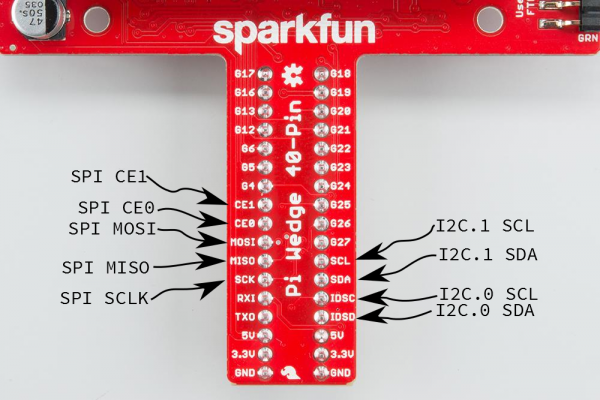 47
50S.
035
sparkfun
GRN
Pi Wedge 40-Pin
G17 G18
G16 G19
G13 G20
G12 G21
G6 G22
G5 G23
G4 G24
CE1 G25
CE0 G26
MOSI G27
MISO SCL
SCK SDA
RXI IDSC
TXO IDSD
5V 5V
3.3V 3.3V
GND GND
SPI CE1
SPI CE0
SPI MOSI
SPI MISO
SPI SCLK
I2C.1 SCL
I2C.1 SDA
I2C.0 SCL
I2C.0 SDA